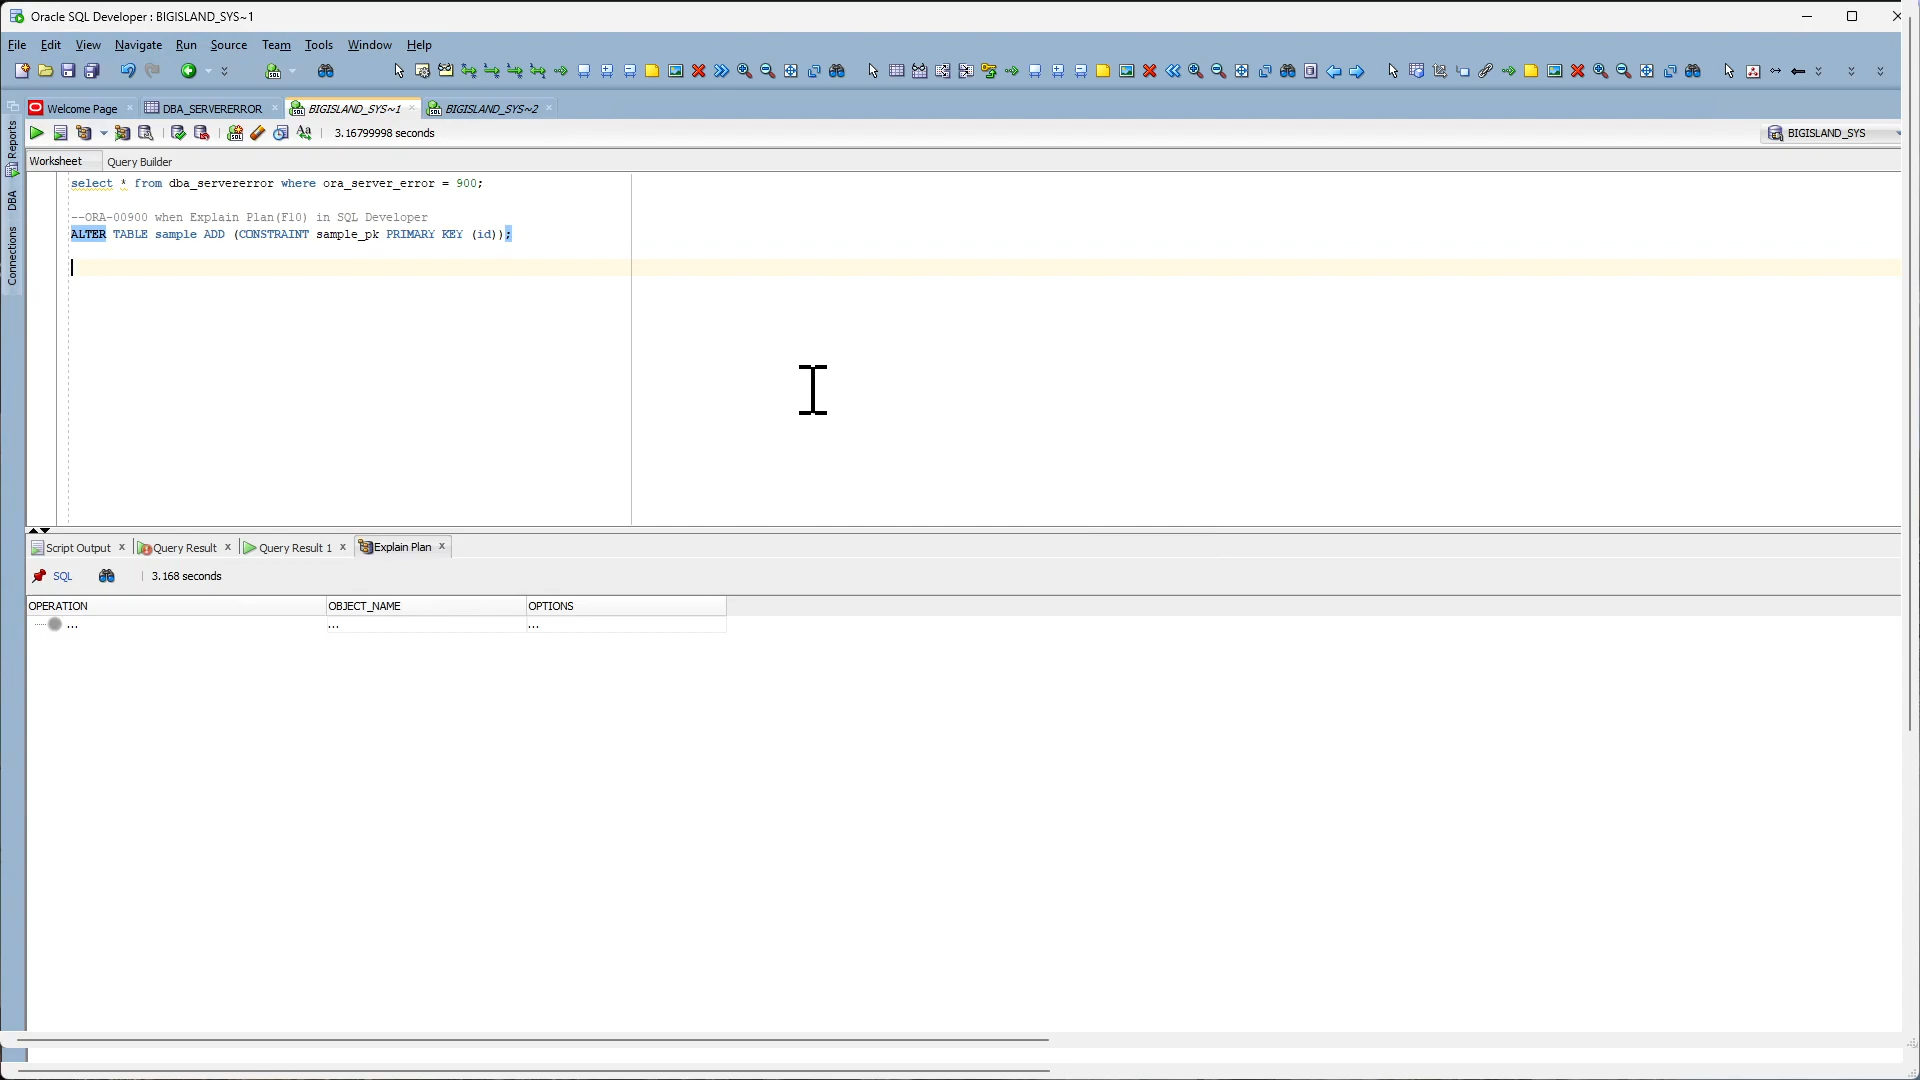 Oracle SQL Developer : BIGISLAND_SYS~1
File Edit View Navigate Run Source Team Tools Window Help
Welcome Page DBA_SERVERERROR BIGISLAND_SYS~1 BIGISLAND_SYS~2
3.16799998 seconds BIGISLAND_SYS
Worksheet Query Builder
Reports
DBA
Connections
select * from dba_servererror where ora_server_error = 900;
--ORA-00900 when Explain Plan(F10) in SQL Developer
ALTER TABLE sample ADD (CONSTRAINT sample_pk PRIMARY KEY (id));
Script Output x Query Result x Query Result 1 x Explain Plan x
SQL 3.168 seconds
OPERATION OBJECT_NAME OPTIONS
... ... ...